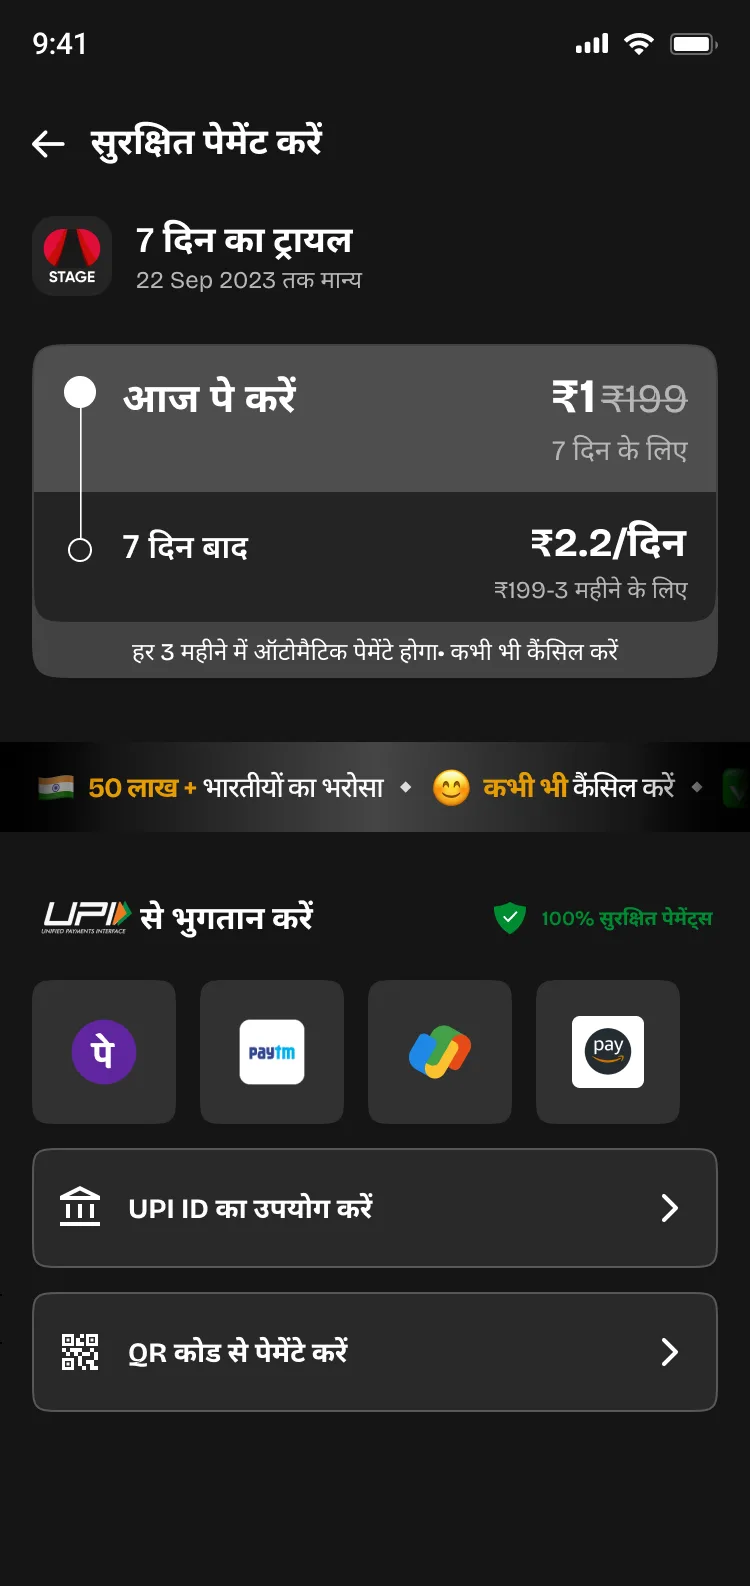 9:41
सुरक्षित पेमेंट करें
STAGE
7 दिन का ट्रायल
22 Sep 2023 तक मान्य
आज पे करें
₹1 ₹199
7 दिन के लिए
7 दिन बाद
₹2.2/दिन
₹199-3 महीने के लिए
हर 3 महीने में ऑटोमैटिक पेमेंटे होगा• कभी भी कैंसिल करें
50 लाख + भारतीयों का भरोसा ◆ कभी भी कैंसिल करें ◆
UPI से भुगतान करें
UNIFIED PAYMENTS INTERFACE
100% सुरक्षित पेमेंट्स
पे
paytm
pay
UPI ID का उपयोग करें
QR कोड से पेमेंटे करें